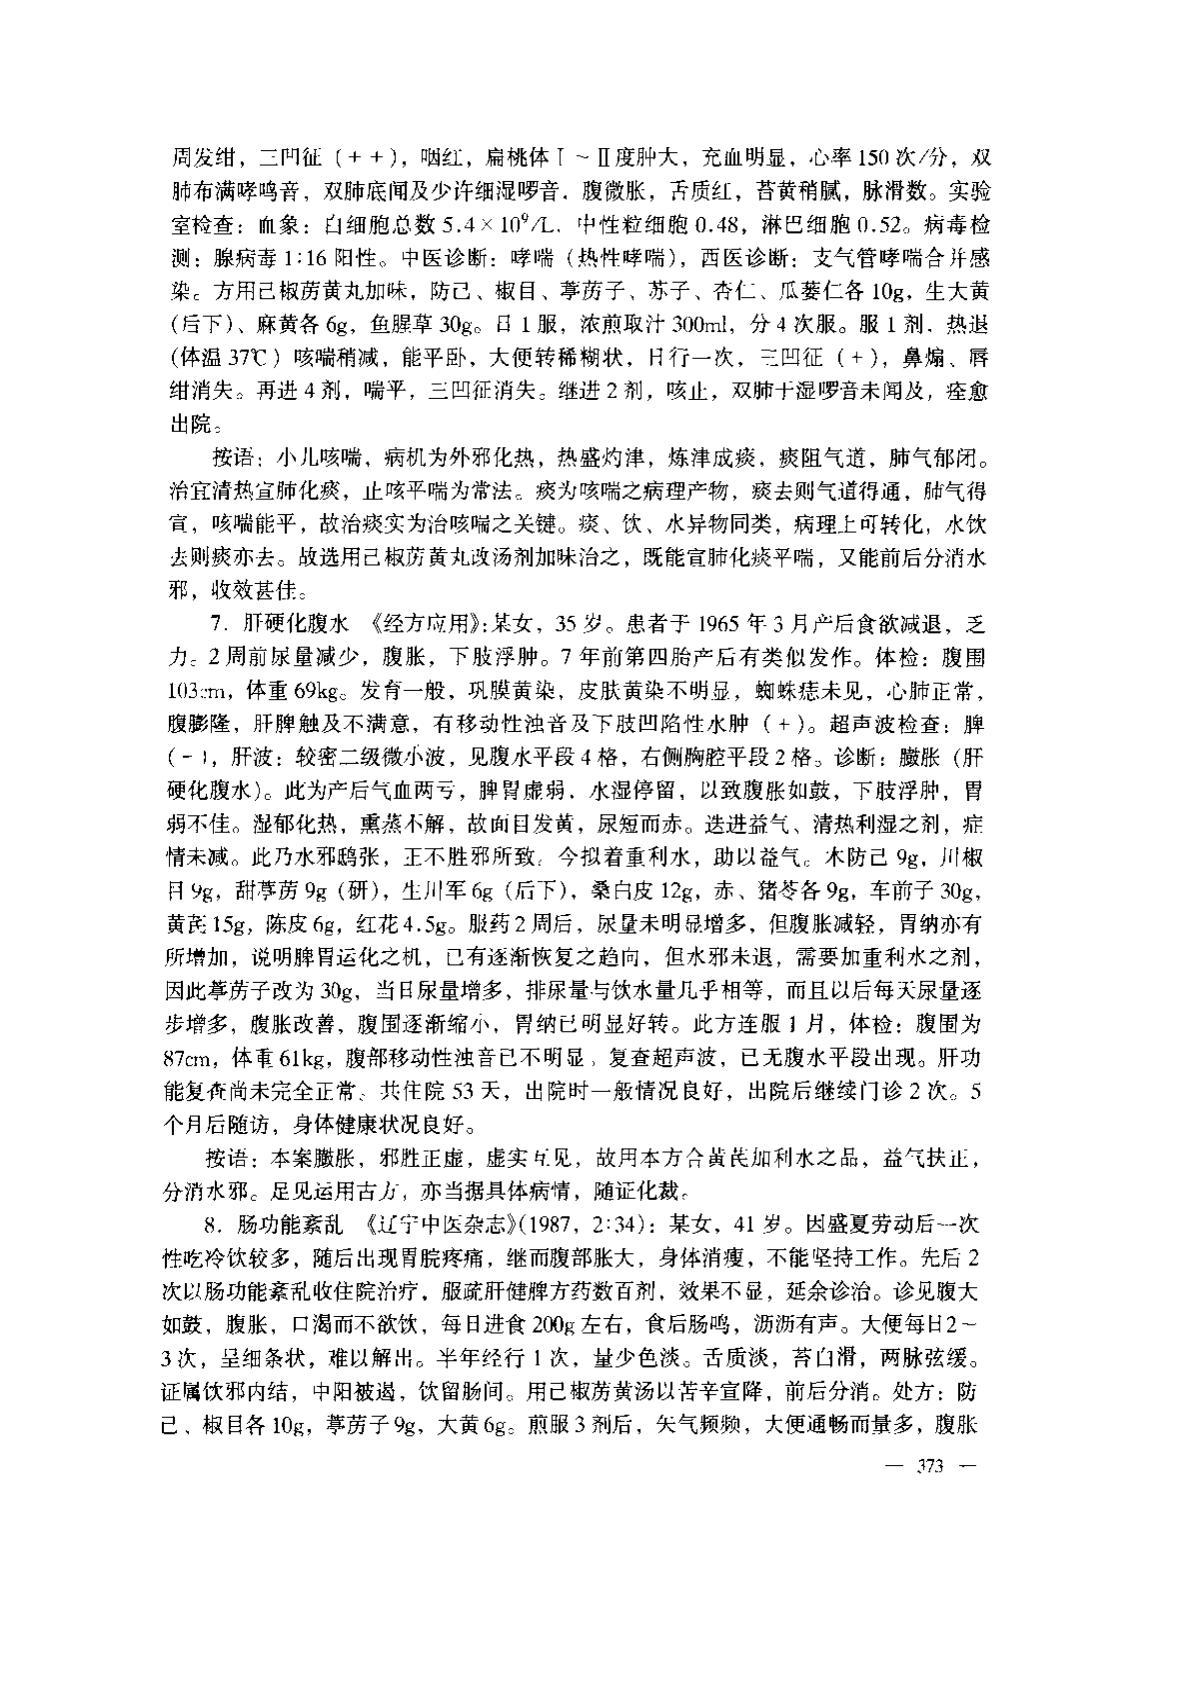 周发绀，三凹征（++），咽红，扁桃体Ⅰ~Ⅱ度肿大，充血明显，心率150次/分，双
肺布满哮鸣音，双肺底闻及少许细湿啰音．腹微胀，舌质红，苔黄稍腻，脉滑数。实验
室检查：血象：白细胞总数5.4×10⁹/L．中性粒细胞0.48，淋巴细胞0.52。病毒检
测：腺病毒1:16阳性。中医诊断：哮喘（热性哮喘），西医诊断：支气管哮喘合并感
染。方用己椒苈黄丸加味，防己、椒目、葶苈子、苏子、杏仁、瓜蒌仁各10g，生大黄
(后下)、麻黄各6g，鱼腥草30g。日1服，浓煎取汁300ml，分4次服。服1剂．热退
(体温37℃）咳喘稍减，能平卧，大便转稀糊状，日行一次，三凹征（+），鼻煽、唇
绀消失。再进4剂，喘平，三凹征消失。继进2剂，咳止，双肺干湿啰音未闻及，痊愈
出院。
按语：小儿咳喘，病机为外邪化热，热盛灼津，炼津成痰，痰阻气道，肺气郁闭。
治宜清热宣肺化痰，止咳平喘为常法。痰为咳喘之病理产物，痰去则气道得通，肺气得
宣，咳喘能平，故治痰实为治咳喘之关键。痰、饮、水异物同类，病理上可转化，水饮
去则痰亦去。故选用己椒苈黄丸改汤剂加味治之，既能宣肺化痰平喘，又能前后分消水
邪，收效甚佳。
7．肝硬化腹水 《经方应用》：某女，35岁。患者于1965年3月产后食欲减退，乏
力。2周前尿量减少，腹胀，下肢浮肿。7年前第四胎产后有类似发作。体检：腹围
103cm，体重69kg。发育一般，巩膜黄染，皮肤黄染不明显，蜘蛛痣未见，心肺正常，
腹膨隆，肝脾触及不满意，有移动性浊音及下肢凹陷性水肿（+）。超声波检查：脾
(-)，肝波：较密二级微小波，见腹水平段4格，右侧胸腔平段2格。诊断：臌胀（肝
硬化腹水）。此为产后气血两亏，脾胃虚弱．水湿停留，以致腹胀如鼓，下肢浮肿，胃
弱不佳。湿郁化热，熏蒸不解，故面目发黄，尿短而赤。迭进益气、清热利湿之剂，症
情未减。此乃水邪鸱张，正不胜邪所致。今拟着重利水，助以益气。木防己9g，川椒
目9g，甜葶苈9g（研），生川军6g（后下），桑白皮12g，赤、猪苓各9g，车前子30g，
黄芪15g，陈皮6g，红花4.5g。服药2周后，尿量未明显增多，但腹胀减轻，胃纳亦有
所增加，说明脾胃运化之机，已有逐渐恢复之趋向，但水邪未退，需要加重利水之剂，
因此葶苈子改为30g，当日尿量增多，排尿量与饮水量几乎相等，而且以后每天尿量逐
步增多，腹胀改善，腹围逐渐缩小，胃纳已明显好转。此方连服1月，体检：腹围为
87cm，体重61kg，腹部移动性浊音已不明显，复查超声波，已无腹水平段出现。肝功
能复查尚未完全正常、共住院53天，出院时一般情况良好，出院后继续门诊2次。5
个月后随访，身体健康状况良好。
按语：本案臌胀，邪胜正虚，虚实互见，故用本方合黄芪加利水之品，益气扶正，
分消水邪。足见运用古方，亦当据具体病情，随证化裁。
8．肠功能紊乱 《辽宁中医杂志》(1987，2:34)：某女，41岁。因盛夏劳动后一次
性吃冷饮较多，随后出现胃脘疼痛，继而腹部胀大，身体消瘦，不能坚持工作。先后2
次以肠功能紊乱收住院治疗，服疏肝健脾方药数百剂，效果不显，延余诊治。诊见腹大
如鼓，腹胀，口渴而不欲饮，每日进食200g左右，食后肠鸣，沥沥有声。大便每日2~
3次，呈细条状，难以解出。半年经行1次，量少色淡。舌质淡，苔白滑，两脉弦缓。
证属饮邪内结，中阳被遏，饮留肠间。用己椒苈黄汤以苦辛宣降，前后分消。处方：防
己、椒目各10g，葶苈子9g，大黄6g。煎服3剂后，矢气频频，大便通畅而量多，腹胀
— 373 —